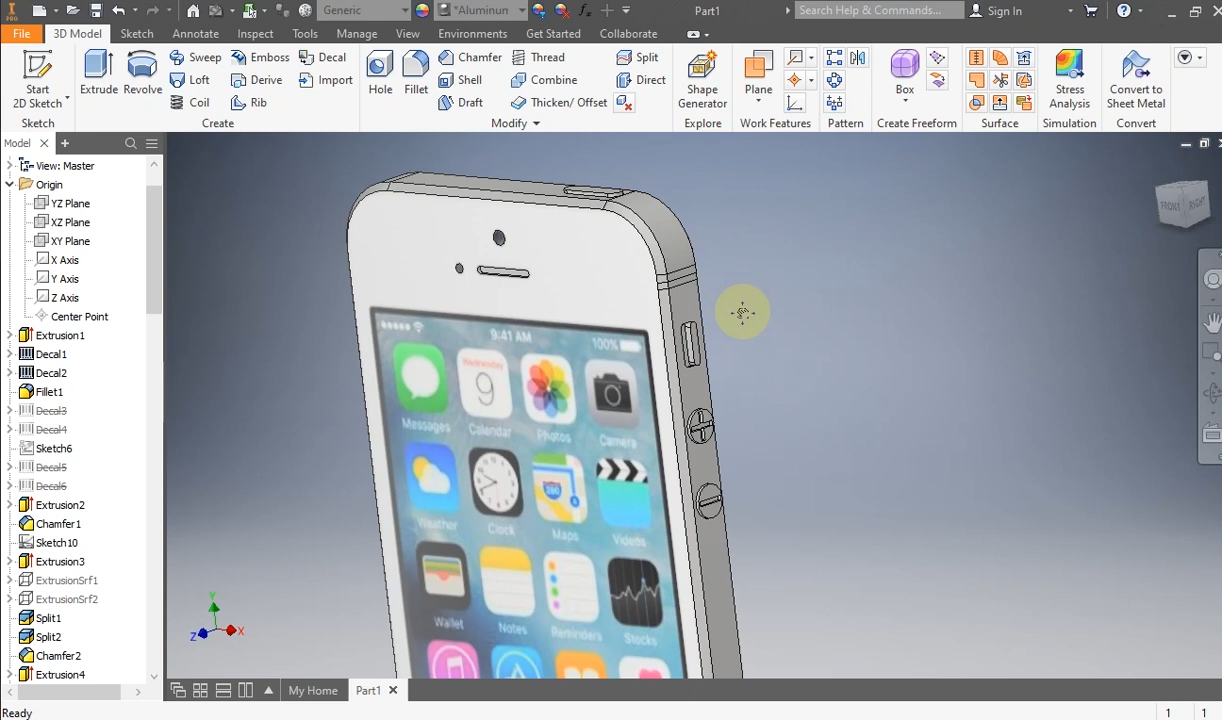 I PRO Generic "Aluminun Part1 Search Help & Commands... Sign In
File 3D Model Sketch Annotate Inspect Tools Manage View Environments Get Started Collaborate
Start 2D Sketch
Extrude
Revolve
Sweep
Emboss
Decal
Loft
Derive
Import
Coil
Rib
Hole
Fillet
Chamfer
Thread
Split
Shell
Combine
Direct
Draft
Thicken/ Offset
Shape Generator
Plane
Box
Stress Analysis
Convert to Sheet Metal
Sketch Create Modify Explore Work Features Pattern Create Freeform Surface Simulation Convert
Model
View: Master
Origin
YZ Plane
XZ Plane
XY Plane
X Axis
Y Axis
Z Axis
Center Point
Extrusion1
Decal1
Decal2
Fillet1
Decal3
Decal4
Sketch6
Decal5
Decal6
Extrusion2
Chamfer1
Sketch10
Extrusion3
ExtrusionSrf1
ExtrusionSrf2
Split1
Split2
Chamfer2
Extrusion4
FRONT RIGHT
9:41 AM 100%
Wednesday
9
Messages Calendar Photos Camera
280
Weather Clock Maps Videos
Wallet Notes Reminders Stocks
Y
Z X
My Home Part1
Ready 1 1